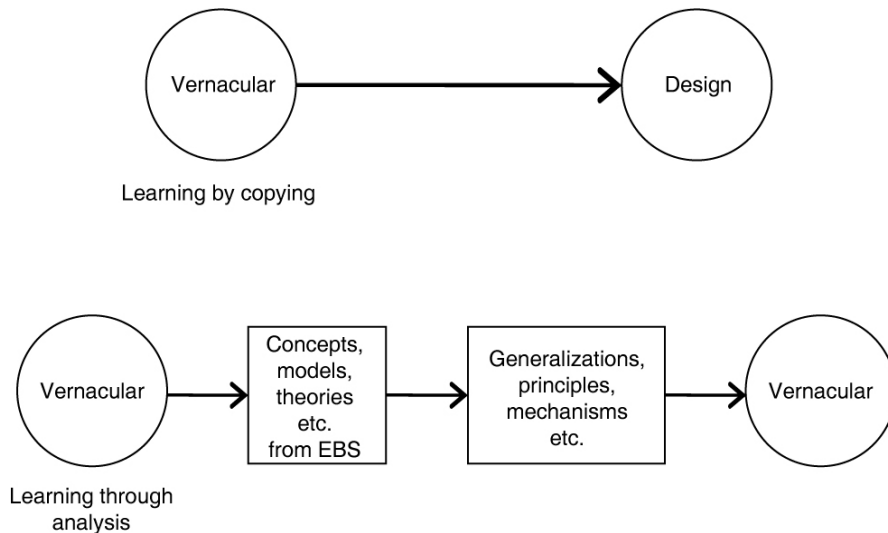 Vernacular
Design
Learning by copying
Vernacular
Concepts,
models,
theories
etc.
from EBS
Generalizations,
principles,
mechanisms
etc.
Vernacular
Learning through
analysis